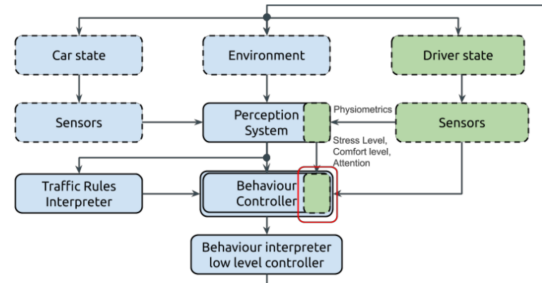 Car state
Environment
Driver state
Physiometrics
Sensors
Perception
System
Sensors
Stress Level,
Comfort level,
Attention
Traffic Rules
Interpreter
Behaviour
Controller
Behaviour interpreter
low level controller